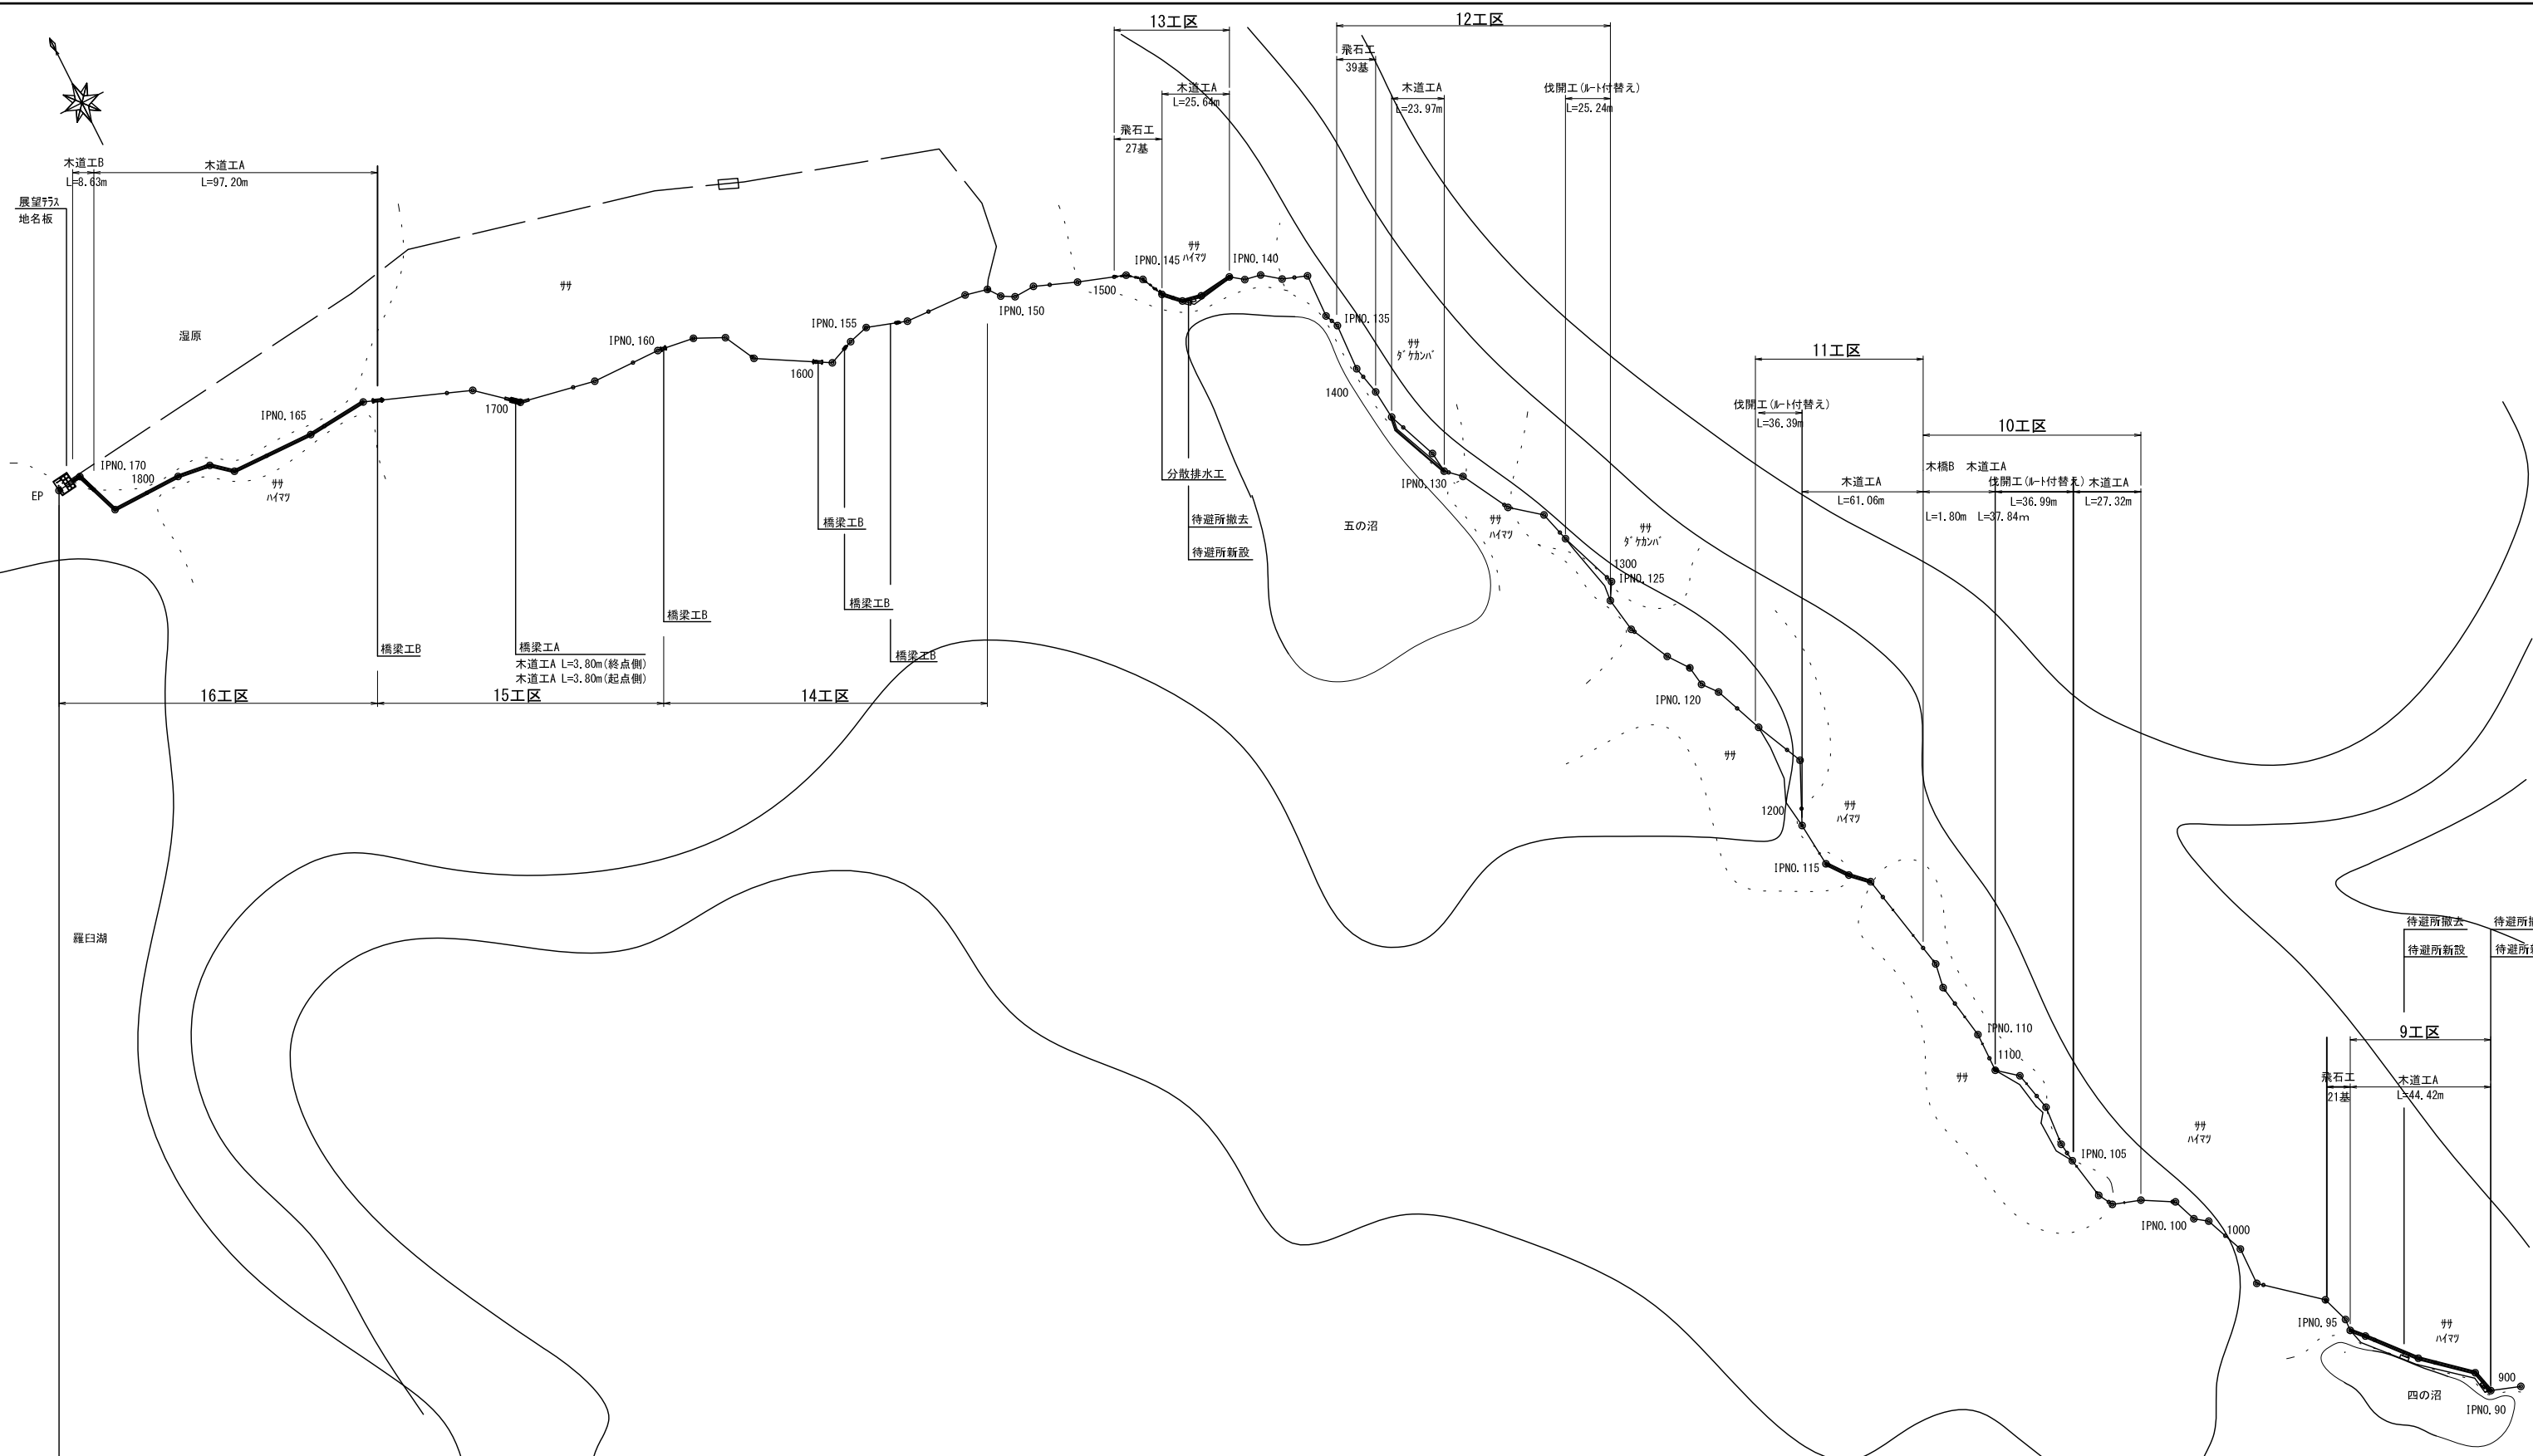 13工区
12工区
飛石工
39基
木道工A
L=25.64m
木道工A
L=23.97m
伐開工(ルート付替え)
L=25.24m
飛石工
27基
木道工B
L=8.63m
木道工A
L=97.20m
展望テラス
地名板
IPNO.145
ササ
ハイマツ
IPNO.140
ササ
1500
IPNO.150
湿原
IPNO.155
IPNO.135
IPNO.160
1600
ササ
ダケカンバ
1400
11工区
伐開工(ルート付替え)
L=36.39m
10工区
IPNO.165
1700
IPNO.170
1800
ササ
ハイマツ
EP
分散排水工
IPNO.130
木橋B 木道工A
木道工A
L=61.06m
伐開工(ルート付替え)
L=36.99m
木道工A
L=27.32m
L=1.80m L=37.84m
橋梁工B
待避所撤去
待避所新設
五の沼
ササ
ハイマツ
ササ
ダケカンバ
1300
IPNO.125
橋梁工B
橋梁工B
橋梁工B
橋梁工A
木道工A L=3.80m(終点側)
木道工A L=3.80m(起点側)
橋梁工B
16工区
15工区
14工区
IPNO.120
ササ
1200
ササ
ハイマツ
IPNO.115
羅臼湖
待避所撤去
待避所新設
IPNO.110
1100
9工区
ササ
飛石工
21基
木道工A
L=44.42m
ササ
ハイマツ
IPNO.105
IPNO.100
1000
IPNO.95
ササ
ハイマツ
四の沼
900
IPNO.90